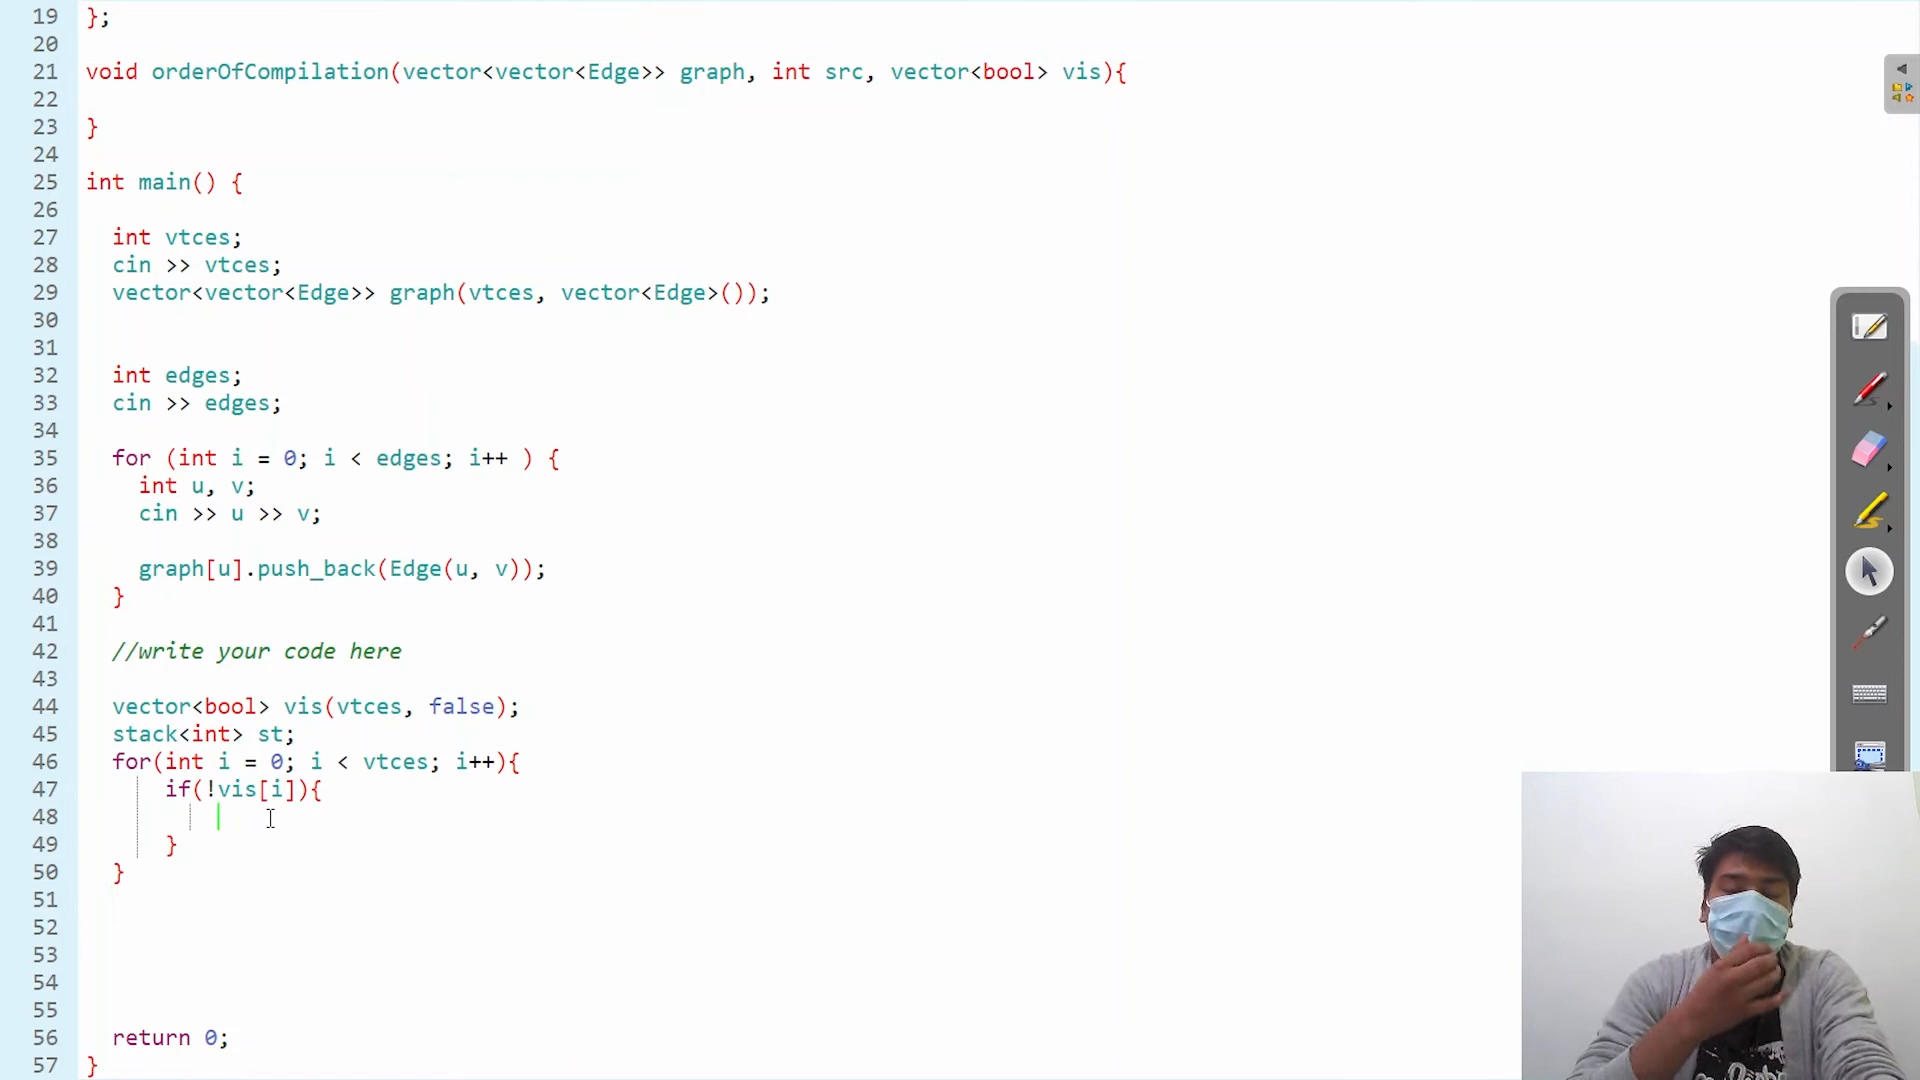 19 };
20
21 void orderOfCompilation(vector<vector<Edge>> graph, int src, vector<bool> vis){
22
23 }
24
25 int main() {
26
27 int vtces;
28 cin >> vtces;
29 vector<vector<Edge>> graph(vtces, vector<Edge>());
30
31
32 int edges;
33 cin >> edges;
34
35 for (int i = 0; i < edges; i++ ) {
36 int u, v;
37 cin >> u >> v;
38
39 graph[u].push_back(Edge(u, v));
40 }
41
42 //write your code here
43
44 vector<bool> vis(vtces, false);
45 stack<int> st;
46 for(int i = 0; i < vtces; i++){
47 if(!vis[i]){
48
49 }
50 }
51
52
53
54
55
56 return 0;
57 }